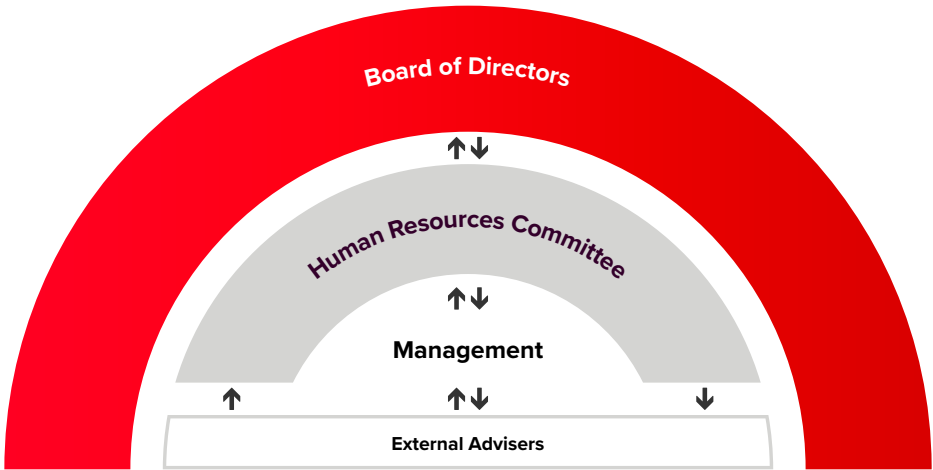 Board of Directors
Human Resources Committee
Management
External Advisers